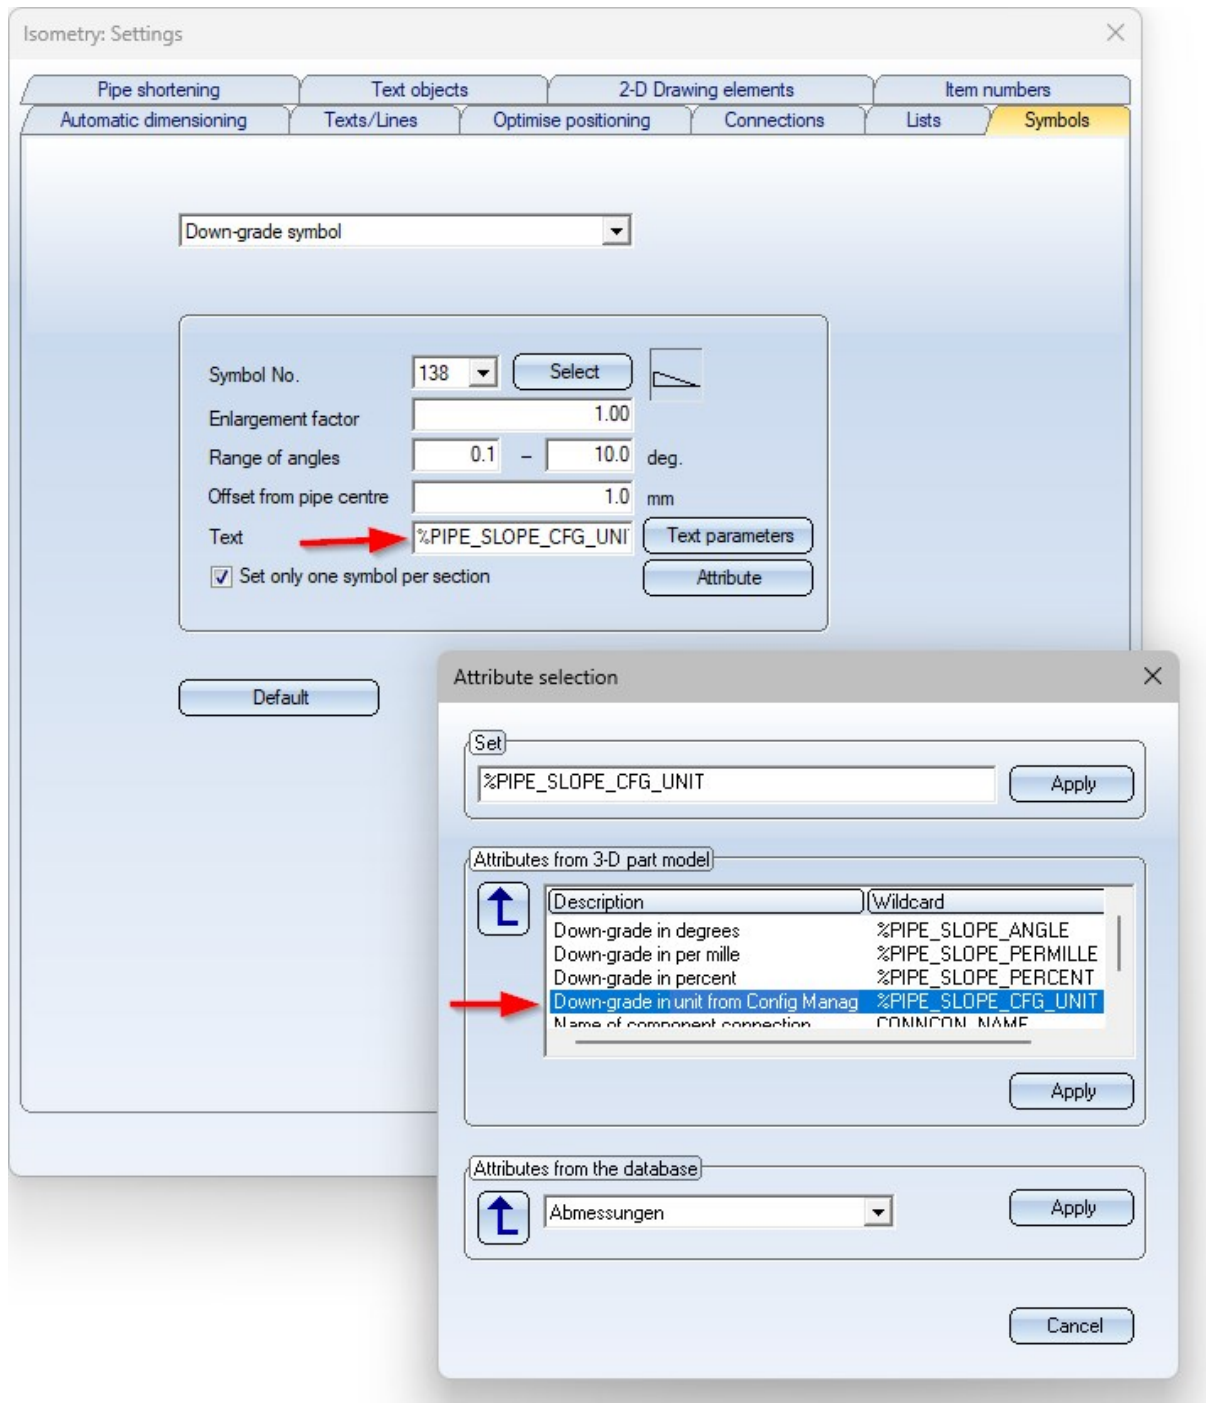 Isometry: Settings
Pipe shortening Text objects 2-D Drawing elements Item numbers
Automatic dimensioning Texts/Lines Optimise positioning Connections Lists Symbols
Down-grade symbol
Symbol No. 138 Select
Enlargement factor 1.00
Range of angles 0.1 – 10.0 deg.
Offset from pipe centre 1.0 mm
Text %PIPE_SLOPE_CFG_UNI Text parameters
Set only one symbol per section Attribute
Default
Attribute selection
Set
%PIPE_SLOPE_CFG_UNIT Apply
Attributes from 3-D part model
Description Wildcard
Down-grade in degrees %PIPE_SLOPE_ANGLE
Down-grade in per mille %PIPE_SLOPE_PERMILLE
Down-grade in percent %PIPE_SLOPE_PERCENT
Down-grade in unit from Config Manag %PIPE_SLOPE_CFG_UNIT
Name of component connection CONNCON_NAME
Apply
Attributes from the database
Abmessungen Apply
Cancel